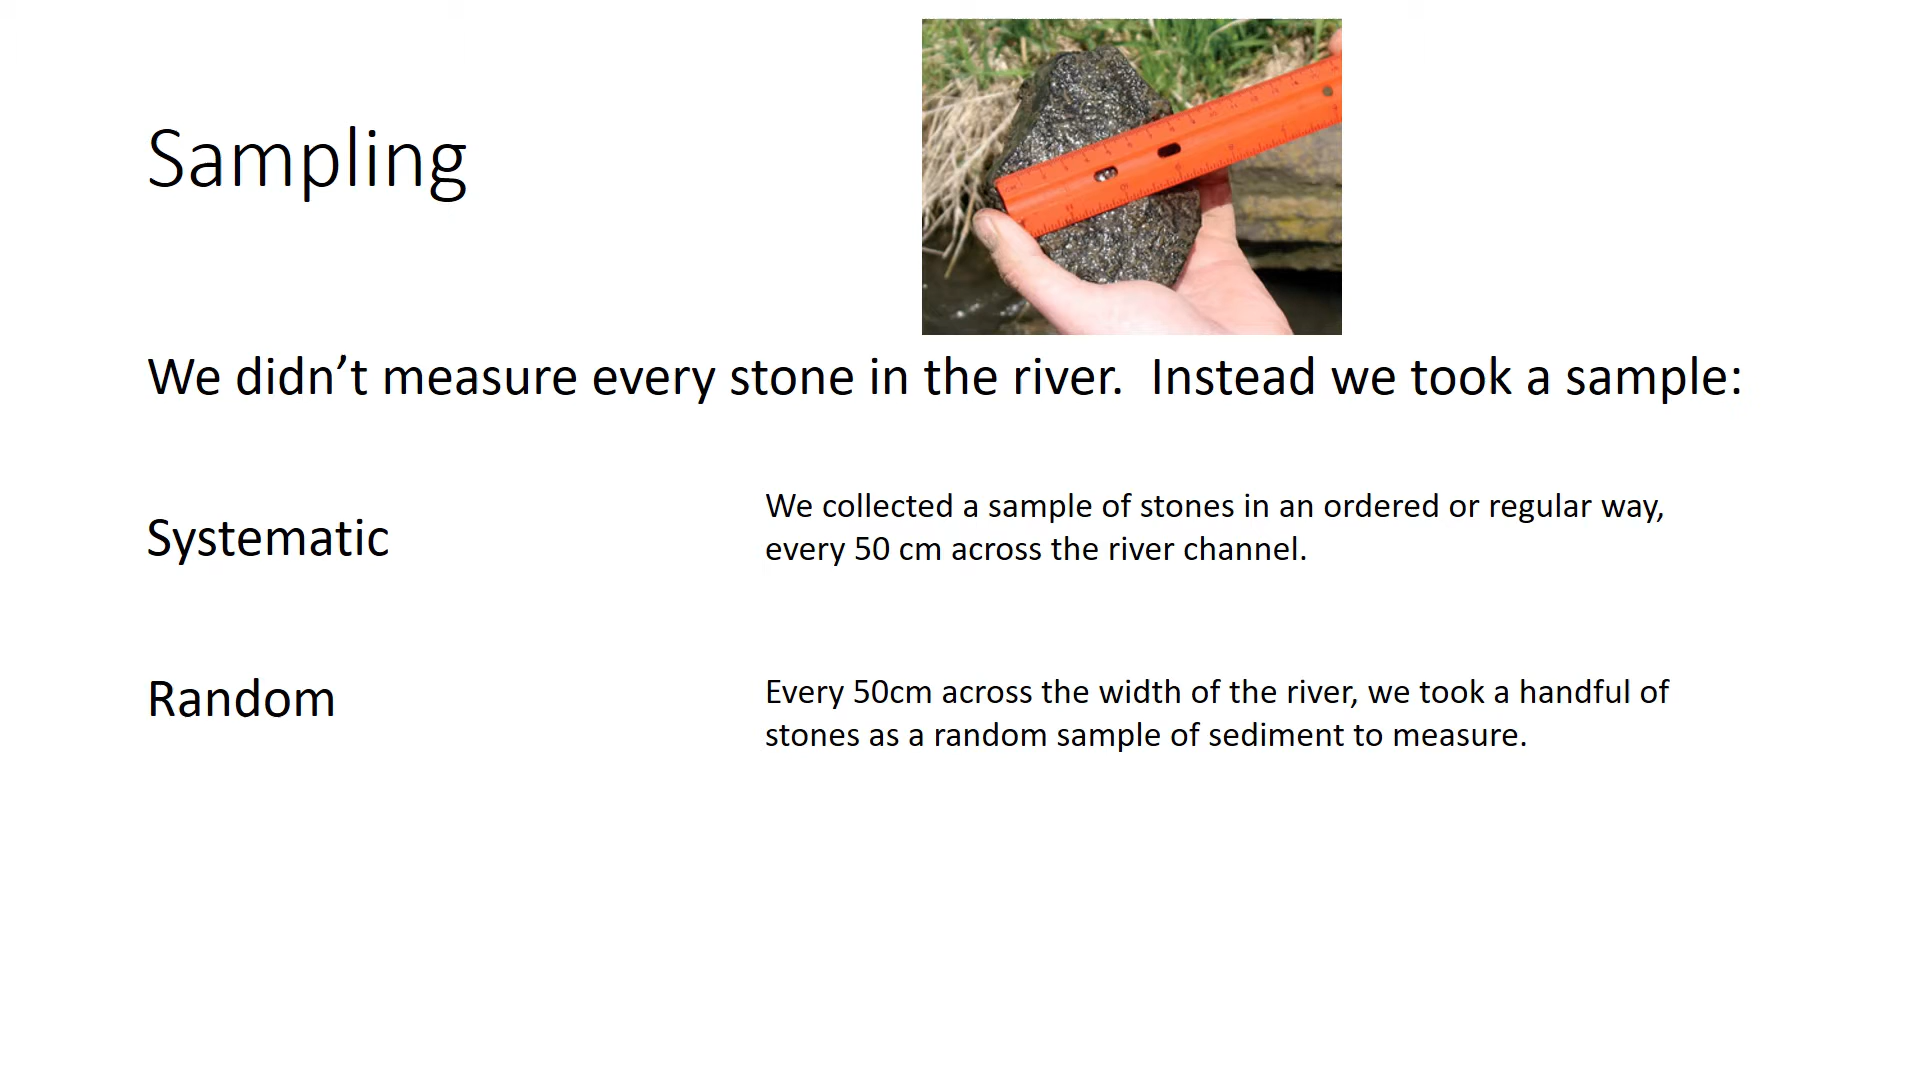 Sampling
We didn’t measure every stone in the river.  Instead we took a sample:
Systematic
We collected a sample of stones in an ordered or regular way,
every 50 cm across the river channel.
Random
Every 50cm across the width of the river, we took a handful of
stones as a random sample of sediment to measure.